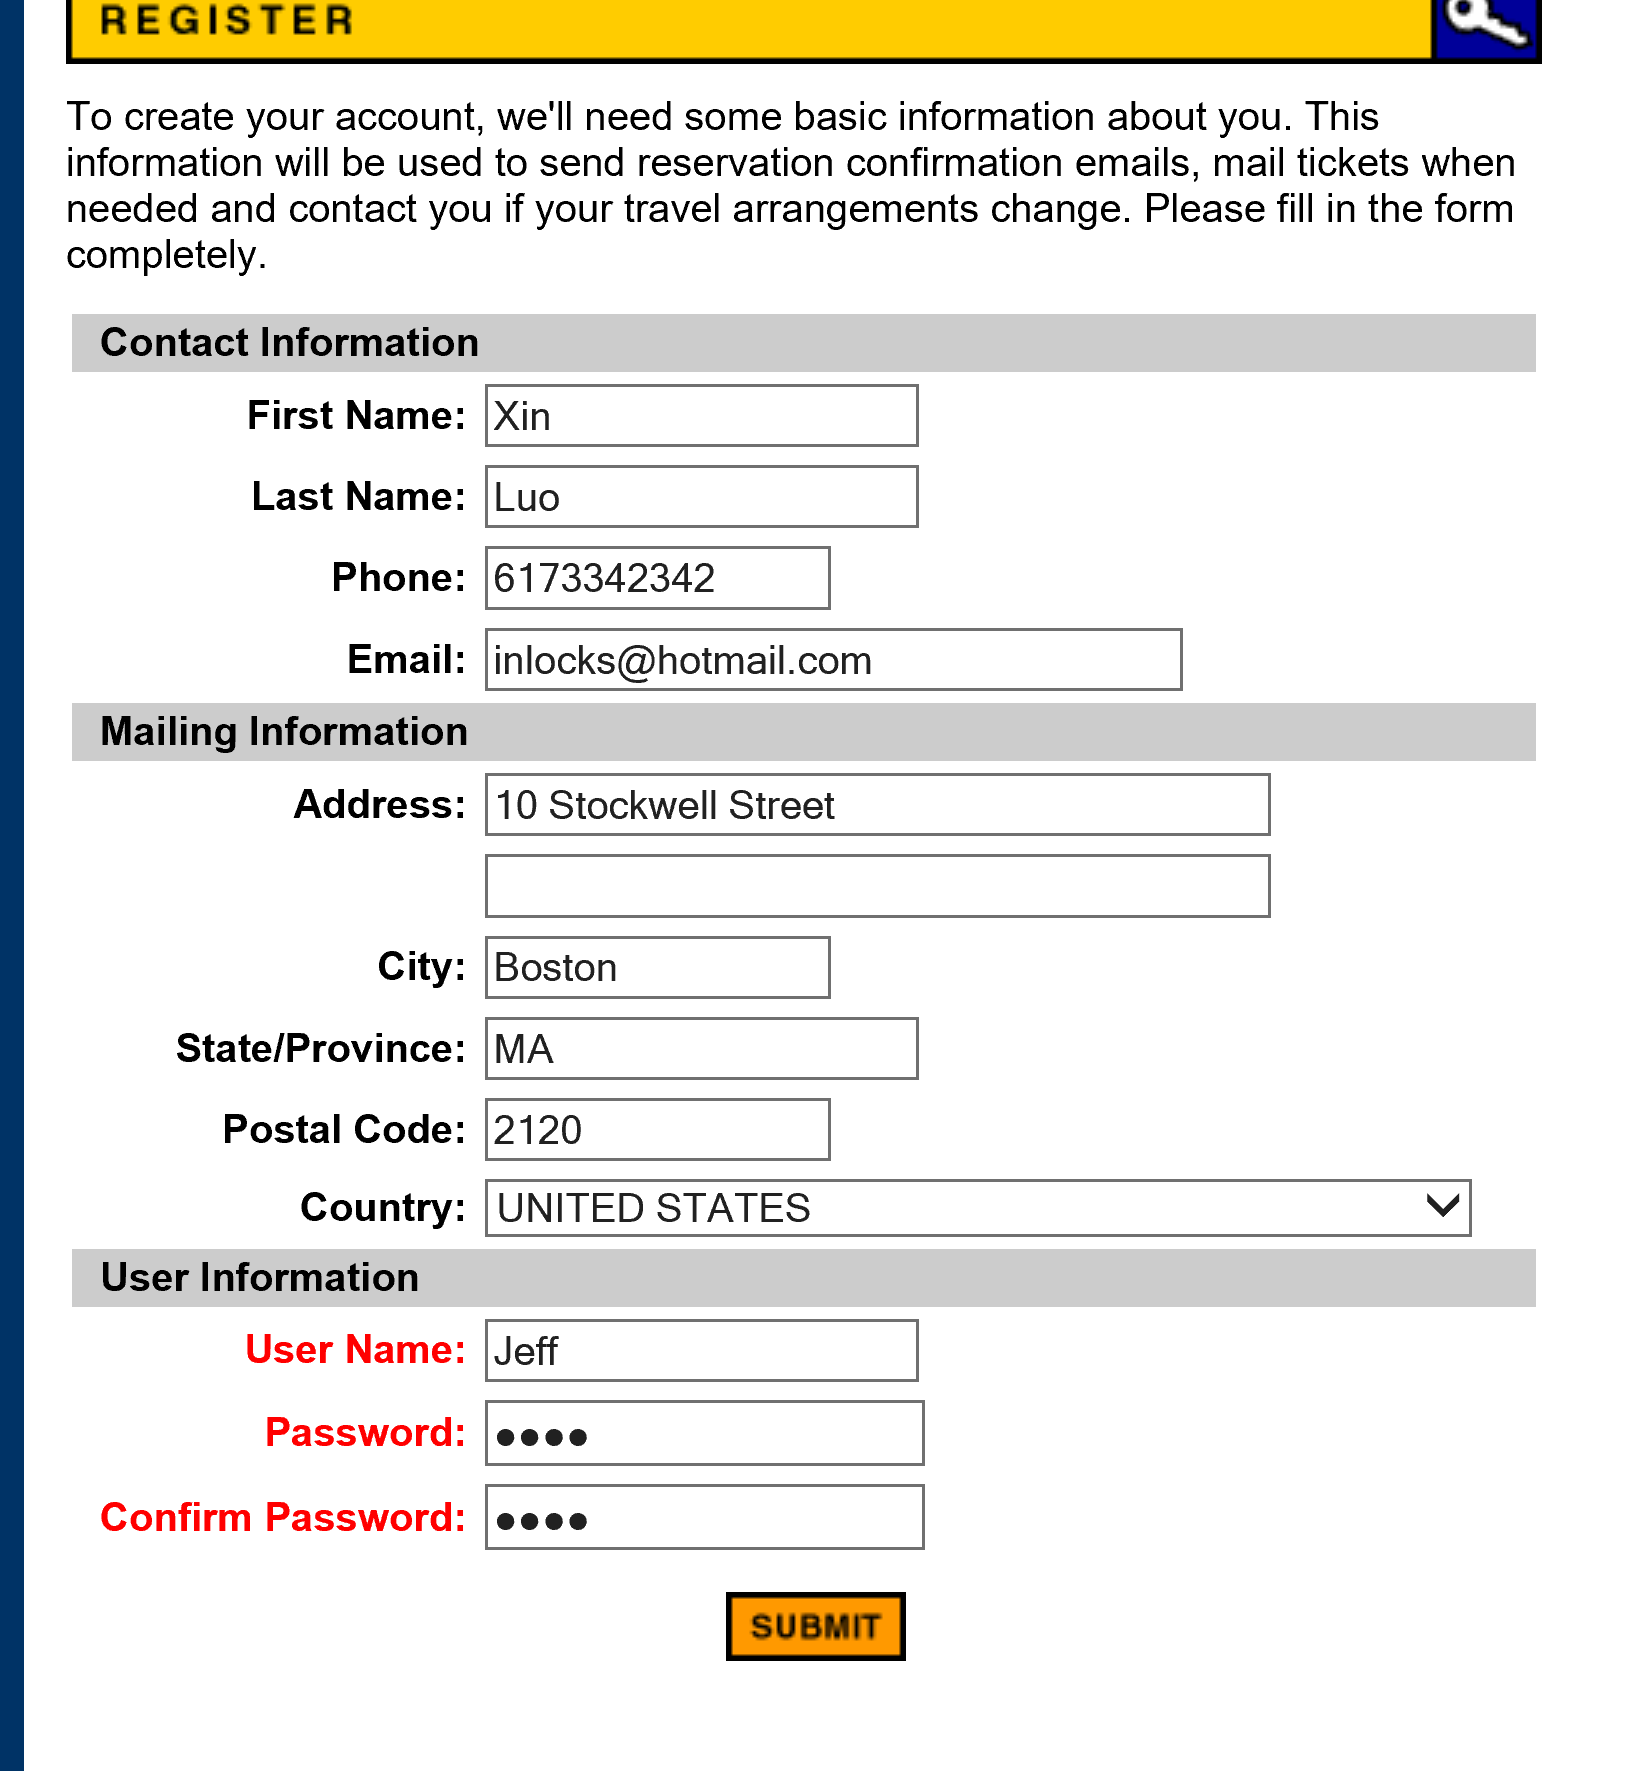 REGISTER
To create your account, we'll need some basic information about you. This
information will be used to send reservation confirmation emails, mail tickets when
needed and contact you if your travel arrangements change. Please fill in the form
completely.
Contact Information
First Name: Xin
Last Name: Luo
Phone: 6173342342
Email: inlocks@hotmail.com
Mailing Information
Address: 10 Stockwell Street
City: Boston
State/Province: MA
Postal Code: 2120
Country: UNITED STATES
User Information
User Name: Jeff
Password: ●●●●
Confirm Password: ●●●●
SUBMIT